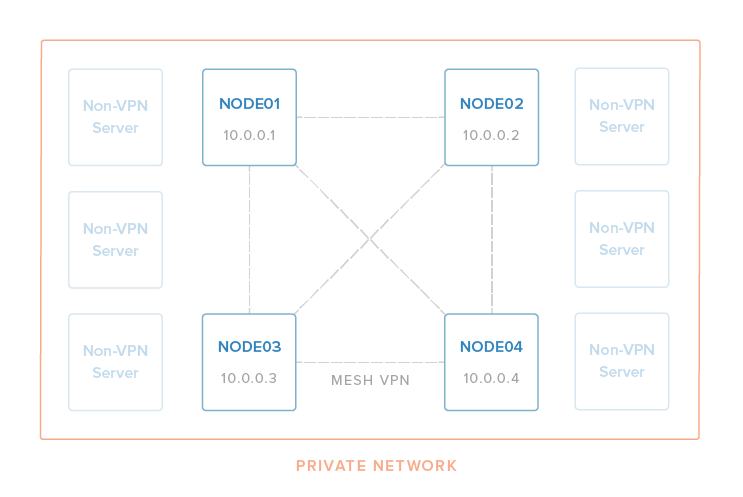 Non-VPN
Server
NODE01
10.0.0.1
NODE02
10.0.0.2
Non-VPN
Server
Non-VPN
Server
Non-VPN
Server
Non-VPN
Server
NODE03
10.0.0.3
MESH VPN
NODE04
10.0.0.4
Non-VPN
Server
PRIVATE NETWORK